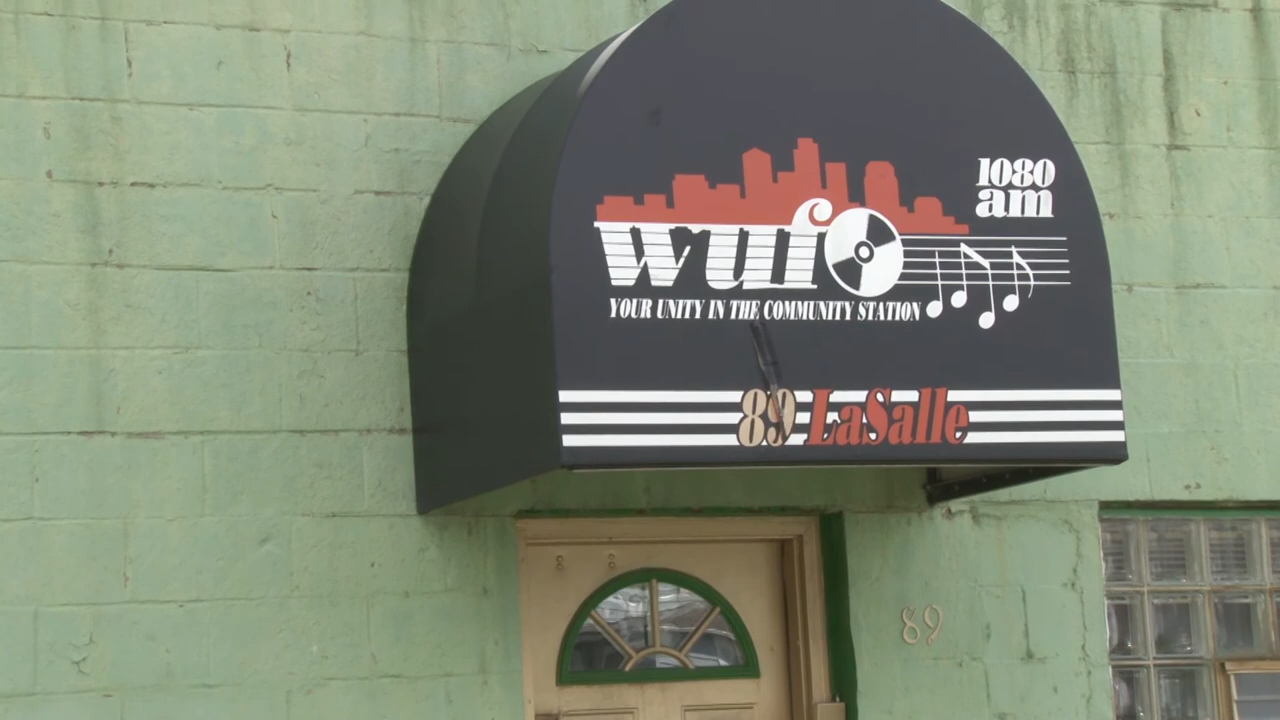 1080
am
wufo
YOUR UNITY IN THE COMMUNITY STATION
89 LaSalle
89